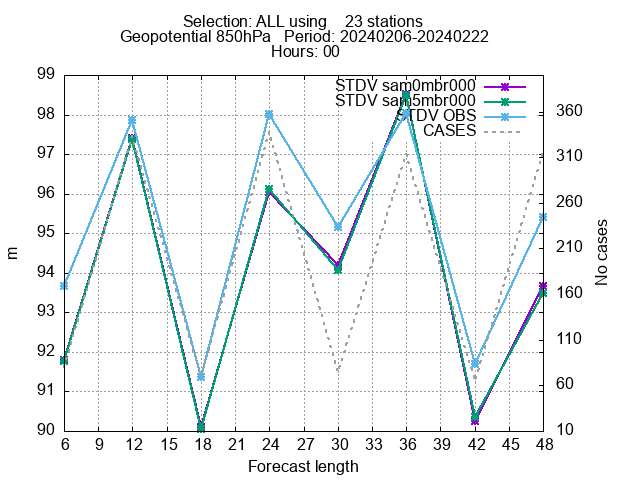 Selection: ALL using    23 stations
Geopotential 850hPa   Period: 20240206-20240222
Hours: 00
STDV sam0mbr000
STDV sam5mbr000
STDV OBS
CASES
99
98
97
96
95
94
93
92
91
90
m
360
310
260
210
160
110
60
10
No cases
6 9 12 15 18 21 24 27 30 33 36 39 42 45 48
Forecast length